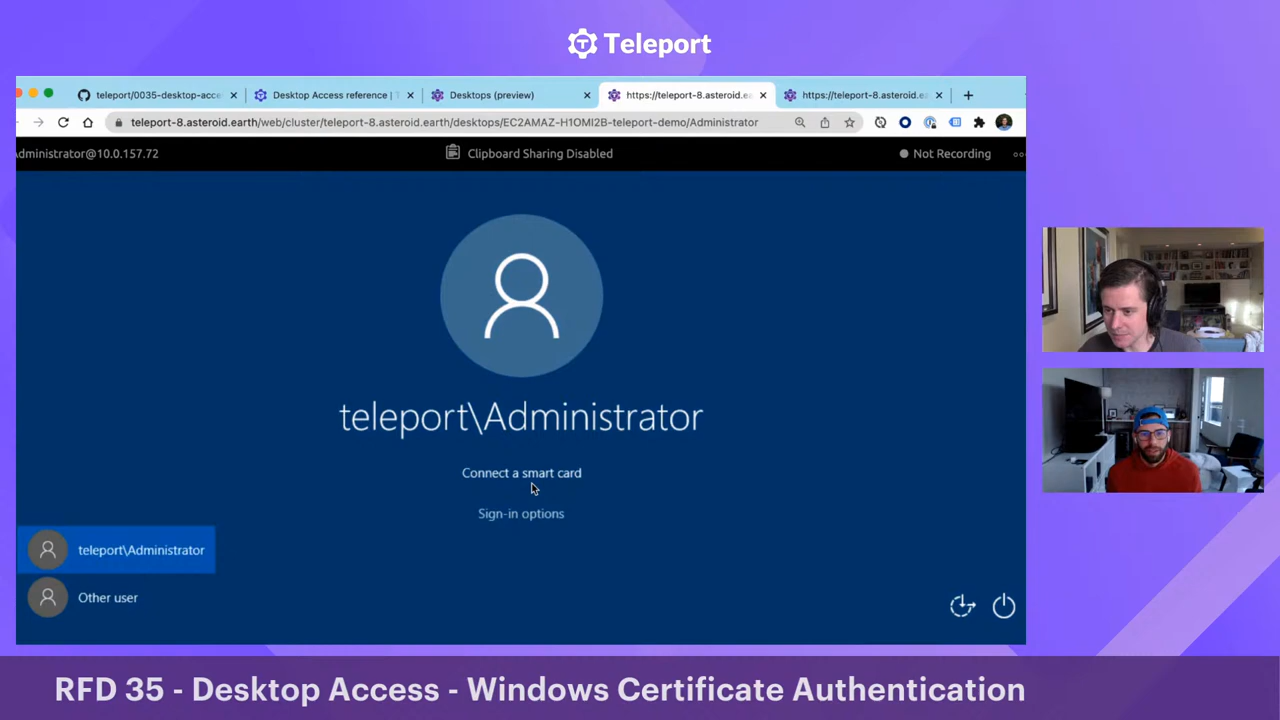 Teleport
teleport/0035-desktop-acce
Desktop Access reference | T
Desktops (preview)
https://teleport-8.asteroid.ea
https://teleport-8.asteroid.ea
teleport-8.asteroid.earth/web/cluster/teleport-8.asteroid.earth/desktops/EC2AMAZ-H1OMI2B-teleport-demo/Administrator
dministrator@10.0.157.72
Clipboard Sharing Disabled
Not Recording
teleport\Administrator
Connect a smart card
Sign-in options
teleport\Administrator
Other user
RFD 35 - Desktop Access - Windows Certificate Authentication